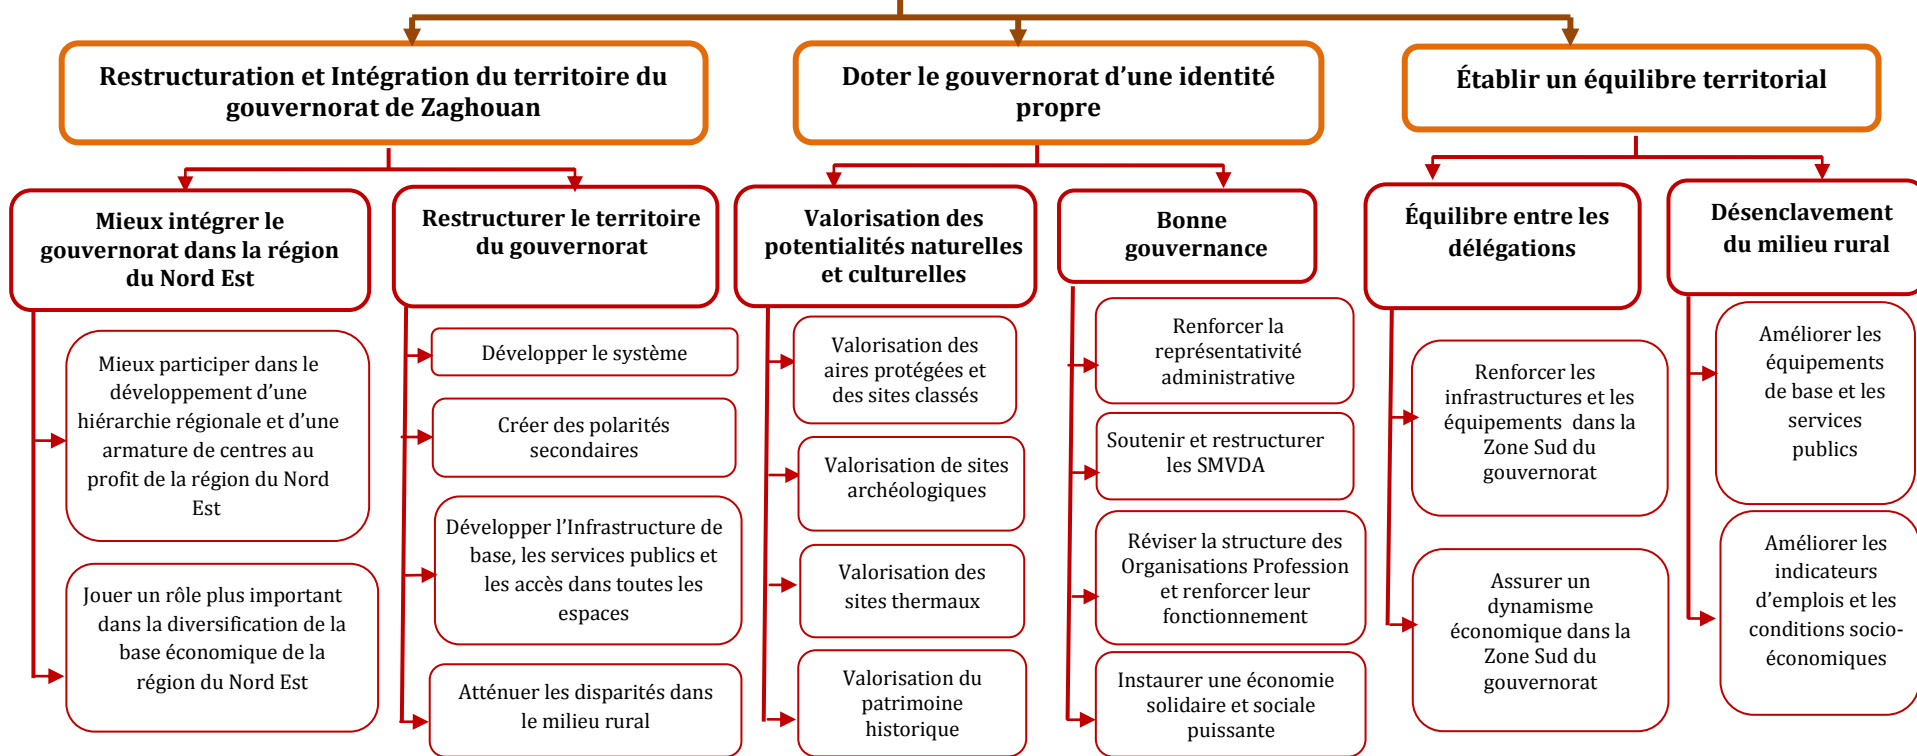 Restructuration et Intégration du territoire du
gouvernorat de Zaghouan
Doter le gouvernorat d’une identité
propre
Établir un équilibre territorial
Mieux intégrer le
gouvernorat dans la région
du Nord Est
Restructurer le territoire
du gouvernorat
Valorisation des
potentialités naturelles
et culturelles
Bonne
gouvernance
Équilibre entre les
délégations
Désenclavement
du milieu rural
Mieux participer dans le
développement d’une
hiérarchie régionale et d’une
armature de centres au
profit de la région du Nord
Est
Jouer un rôle plus important
dans la diversification de la
base économique de la
région du Nord Est
Développer le système
Créer des polarités
secondaires
Développer l’Infrastructure de
base, les services publics et
les accès dans toutes les
espaces
Atténuer les disparités dans
le milieu rural
Valorisation des
aires protégées et
des sites classés
Valorisation de sites
archéologiques
Valorisation des
sites thermaux
Valorisation du
patrimoine
historique
Renforcer la
représentativité
administrative
Soutenir et restructurer
les SMVDA
Réviser la structure des
Organisations Profession
et renforcer leur
fonctionnement
Instaurer une économie
solidaire et sociale
puissante
Renforcer les
infrastructures et les
équipements dans la
Zone Sud du
gouvernorat
Assurer un
dynamisme
économique dans la
Zone Sud du
gouvernorat
Améliorer les
équipements
de base et les
services
publics
Améliorer les
indicateurs
d’emplois et les
conditions socio-
économiques